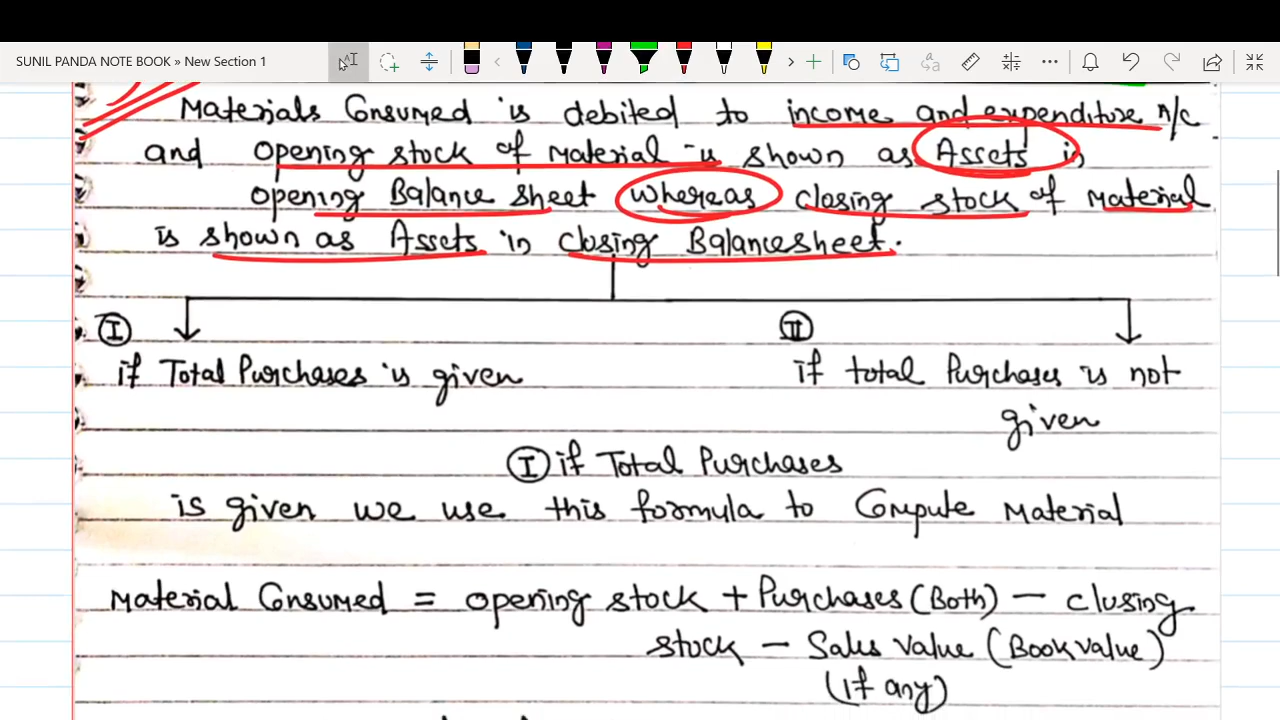 SUNIL PANDA NOTE BOOK » New Section 1
Materials Consumed is debited to income and expenditure A/c
and opening stock of Material is shown as Assets in
opening Balance sheet whereas closing stock of Material
is shown as Assets in closing Balancesheet.
I
II
if Total Purchases is given
if total Purchases is not
given
I if Total Purchases
is given we use this formula to Compute Material
Material Consumed = opening stock + Purchases (Both) - closing
stock - Sales value (Book value)
(if any)